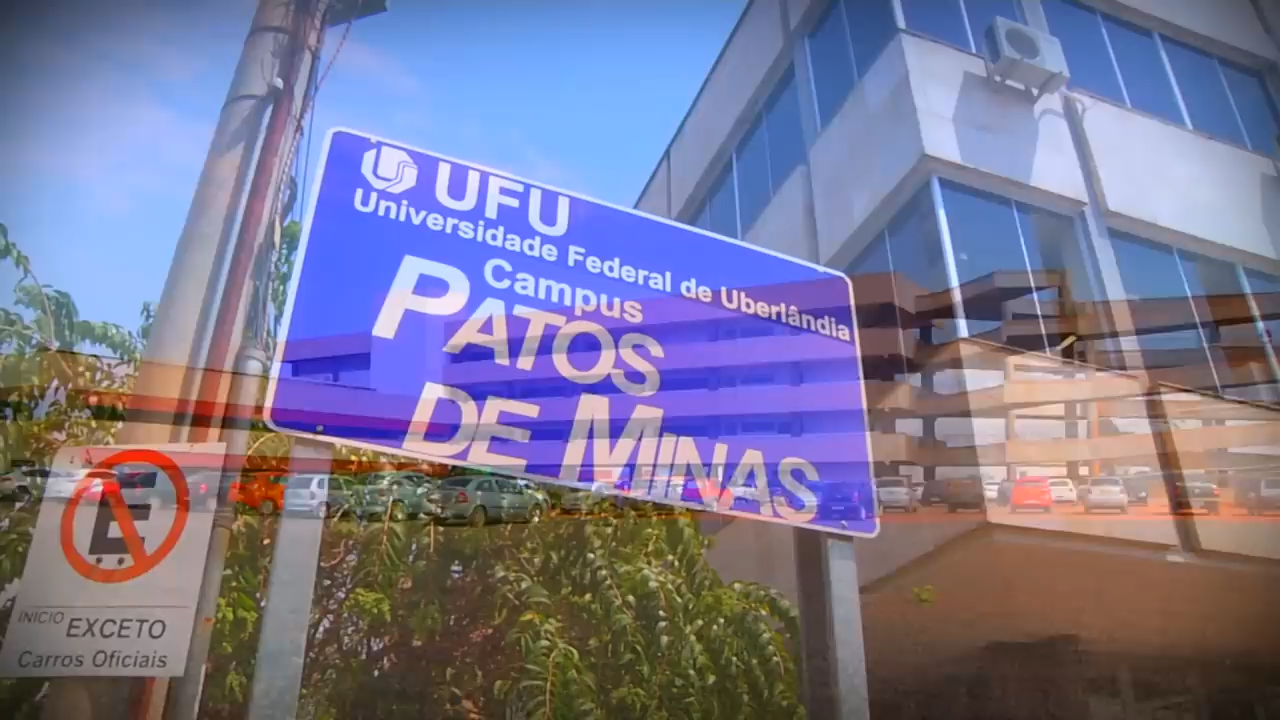 UFU
Universidade Federal de Uberlândia
Campus
PATOS
DE MINAS
E
INICIO EXCETO
Carros Oficiais